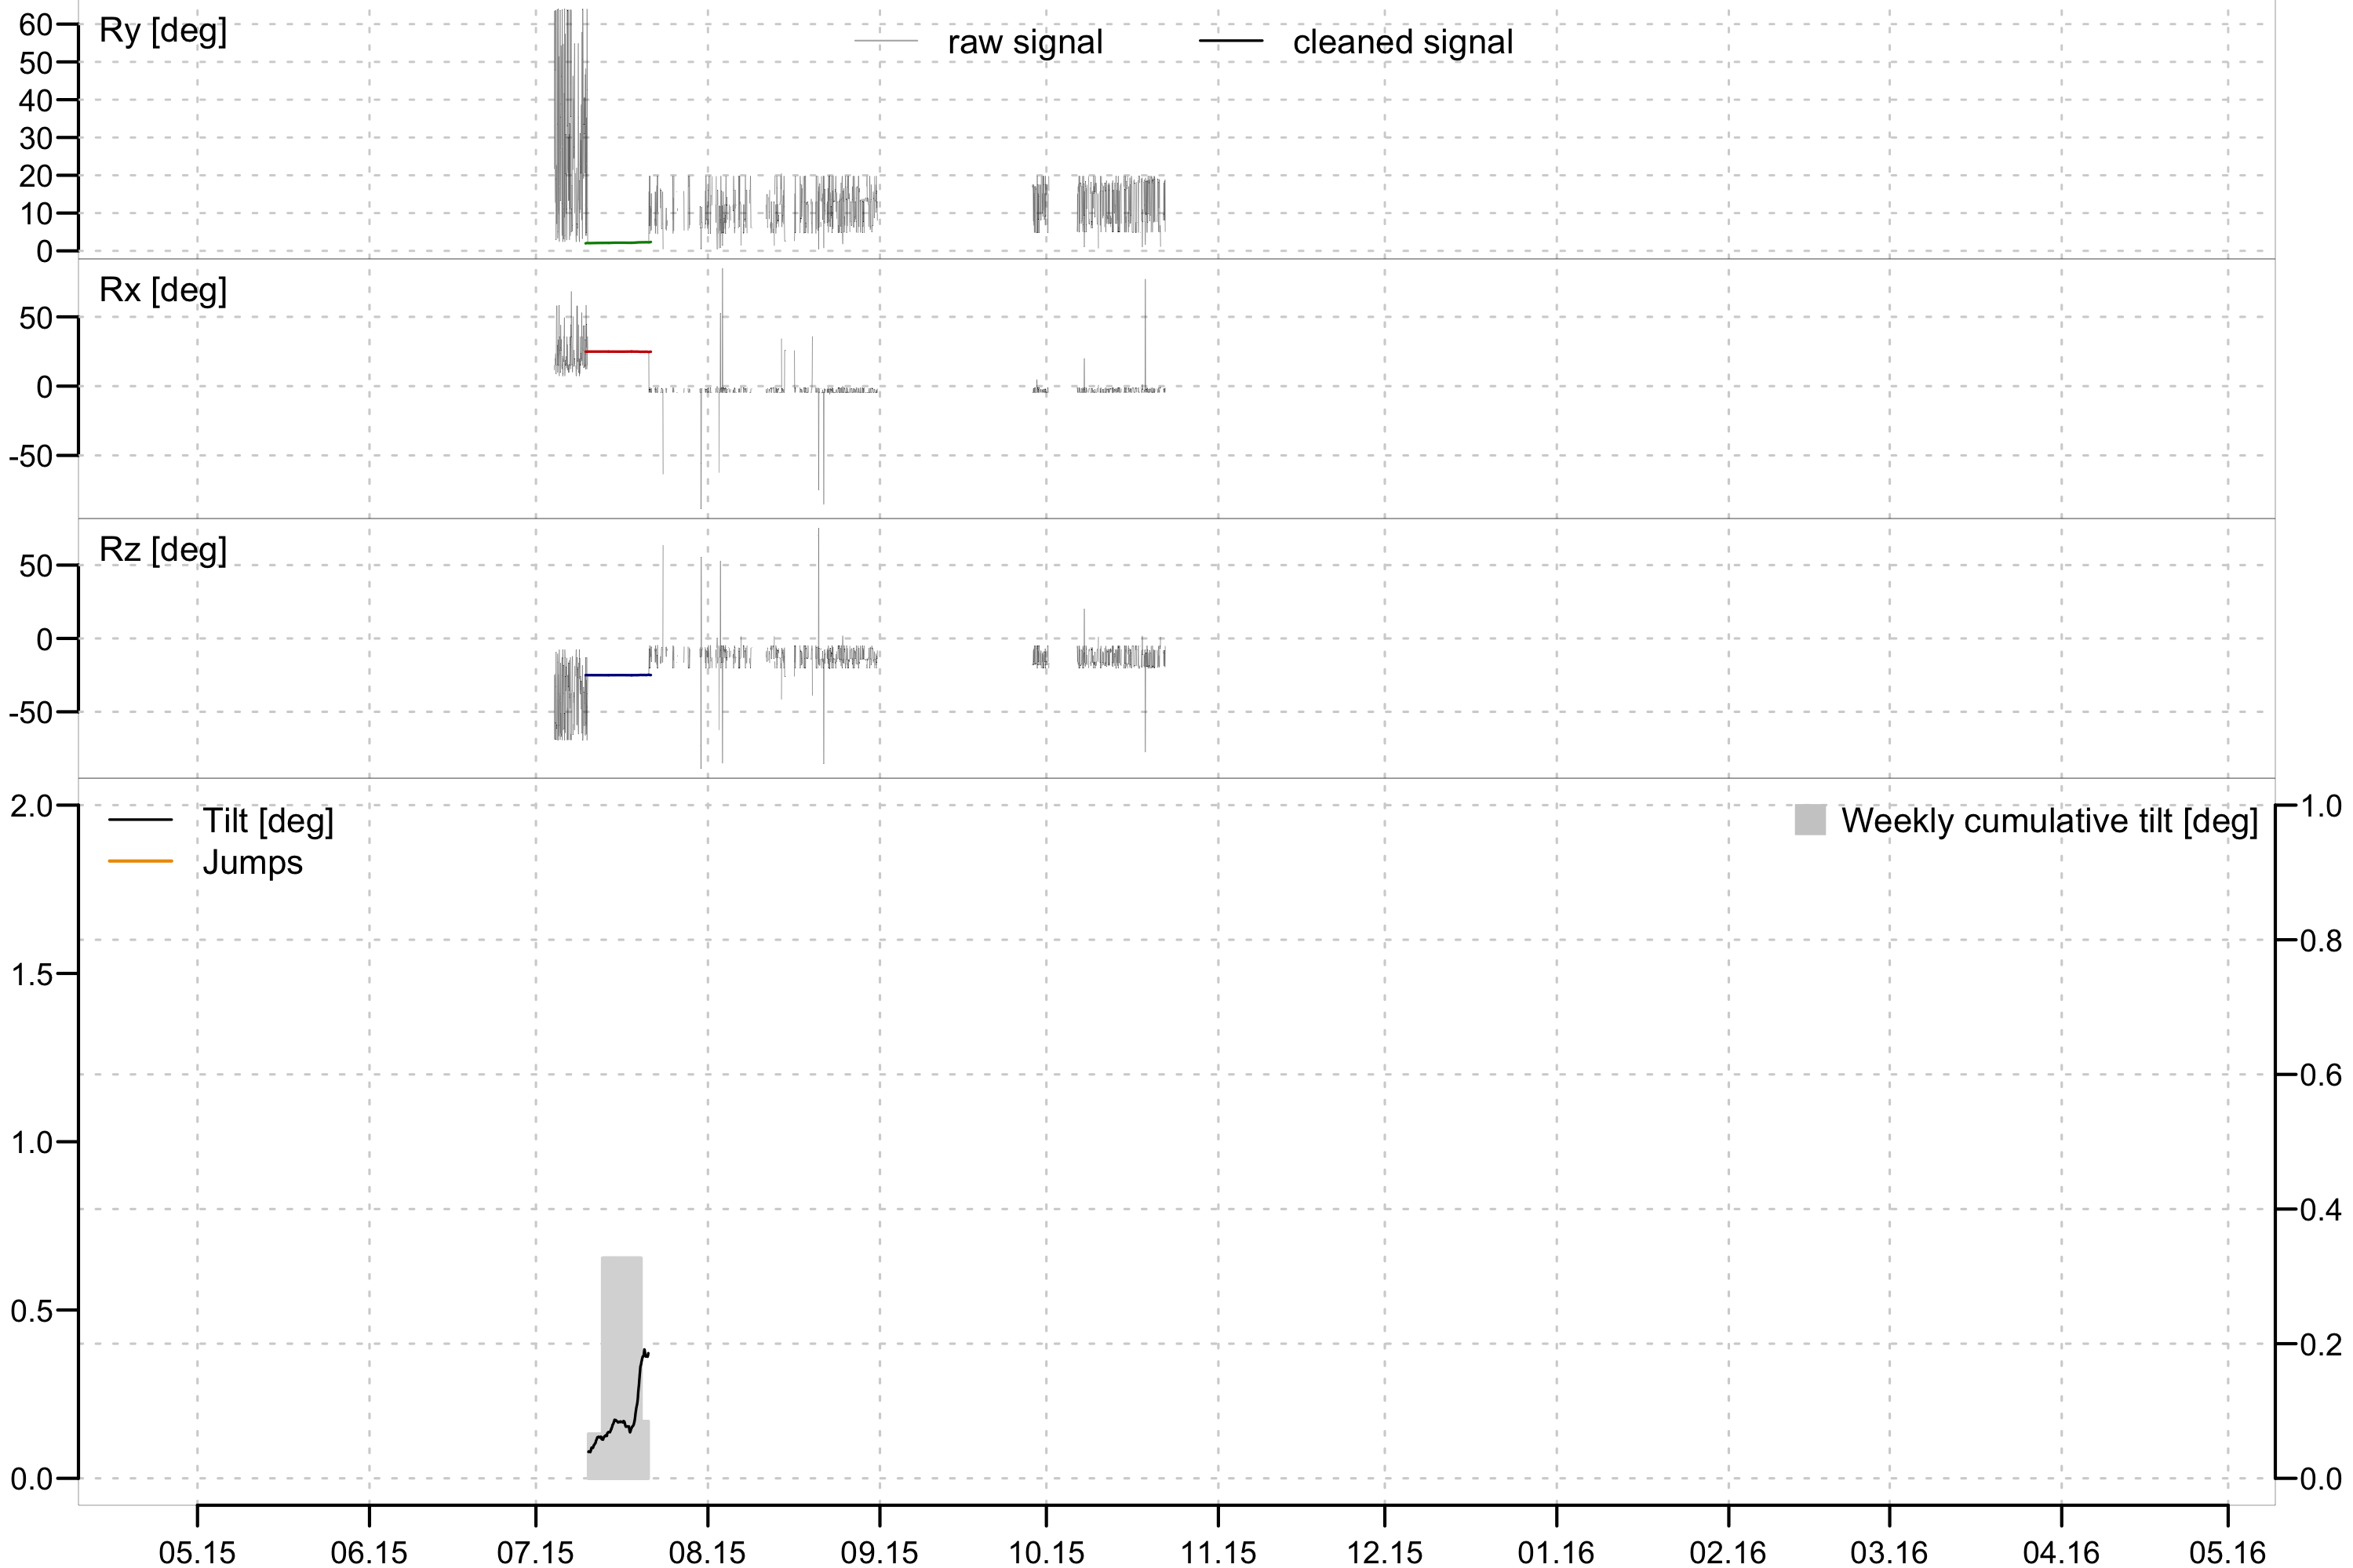 Ry [deg]
raw signal
cleaned signal
60
50
40
30
20
10
0
Rx [deg]
50
0
-50
Rz [deg]
50
0
-50
Tilt [deg]
Jumps
Weekly cumulative tilt [deg]
2.0
1.5
1.0
0.5
0.0
1.0
0.8
0.6
0.4
0.2
0.0
05.15 06.15 07.15 08.15 09.15 10.15 11.15 12.15 01.16 02.16 03.16 04.16 05.16